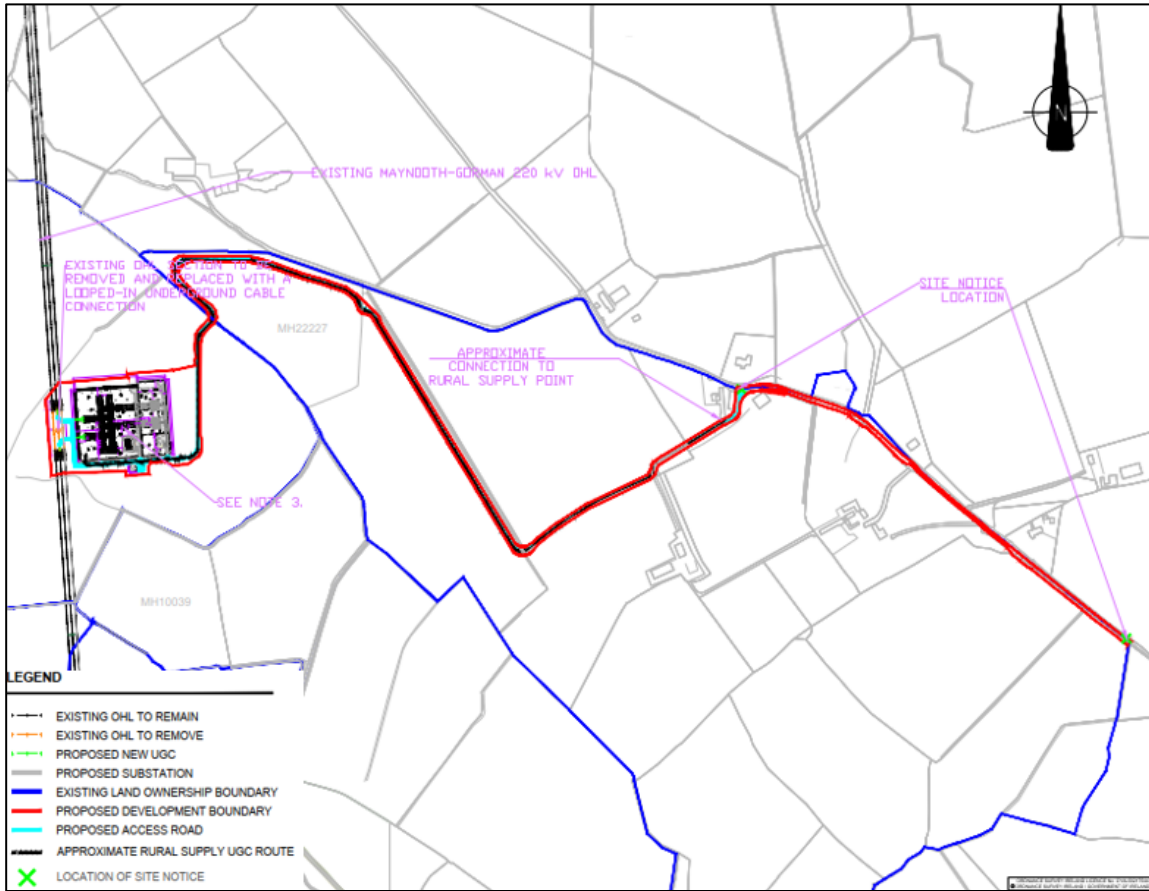 N
EXISTING MAYNOOTH-GORMAN 220 kV OHL
EXISTING OHL SECTION TO BE
REMOVED AND REPLACED WITH A
LOOPED-IN UNDERGROUND CABLE
CONNECTION
SITE NOTICE
LOCATION
MH22227
APPROXIMATE
CONNECTION TO
RURAL SUPPLY POINT
SEE NOTE 3.
MH10039
LEGEND
EXISTING OHL TO REMAIN
EXISTING OHL TO REMOVE
PROPOSED NEW UGC
PROPOSED SUBSTATION
EXISTING LAND OWNERSHIP BOUNDARY
PROPOSED DEVELOPMENT BOUNDARY
PROPOSED ACCESS ROAD
APPROXIMATE RURAL SUPPLY UGC ROUTE
LOCATION OF SITE NOTICE